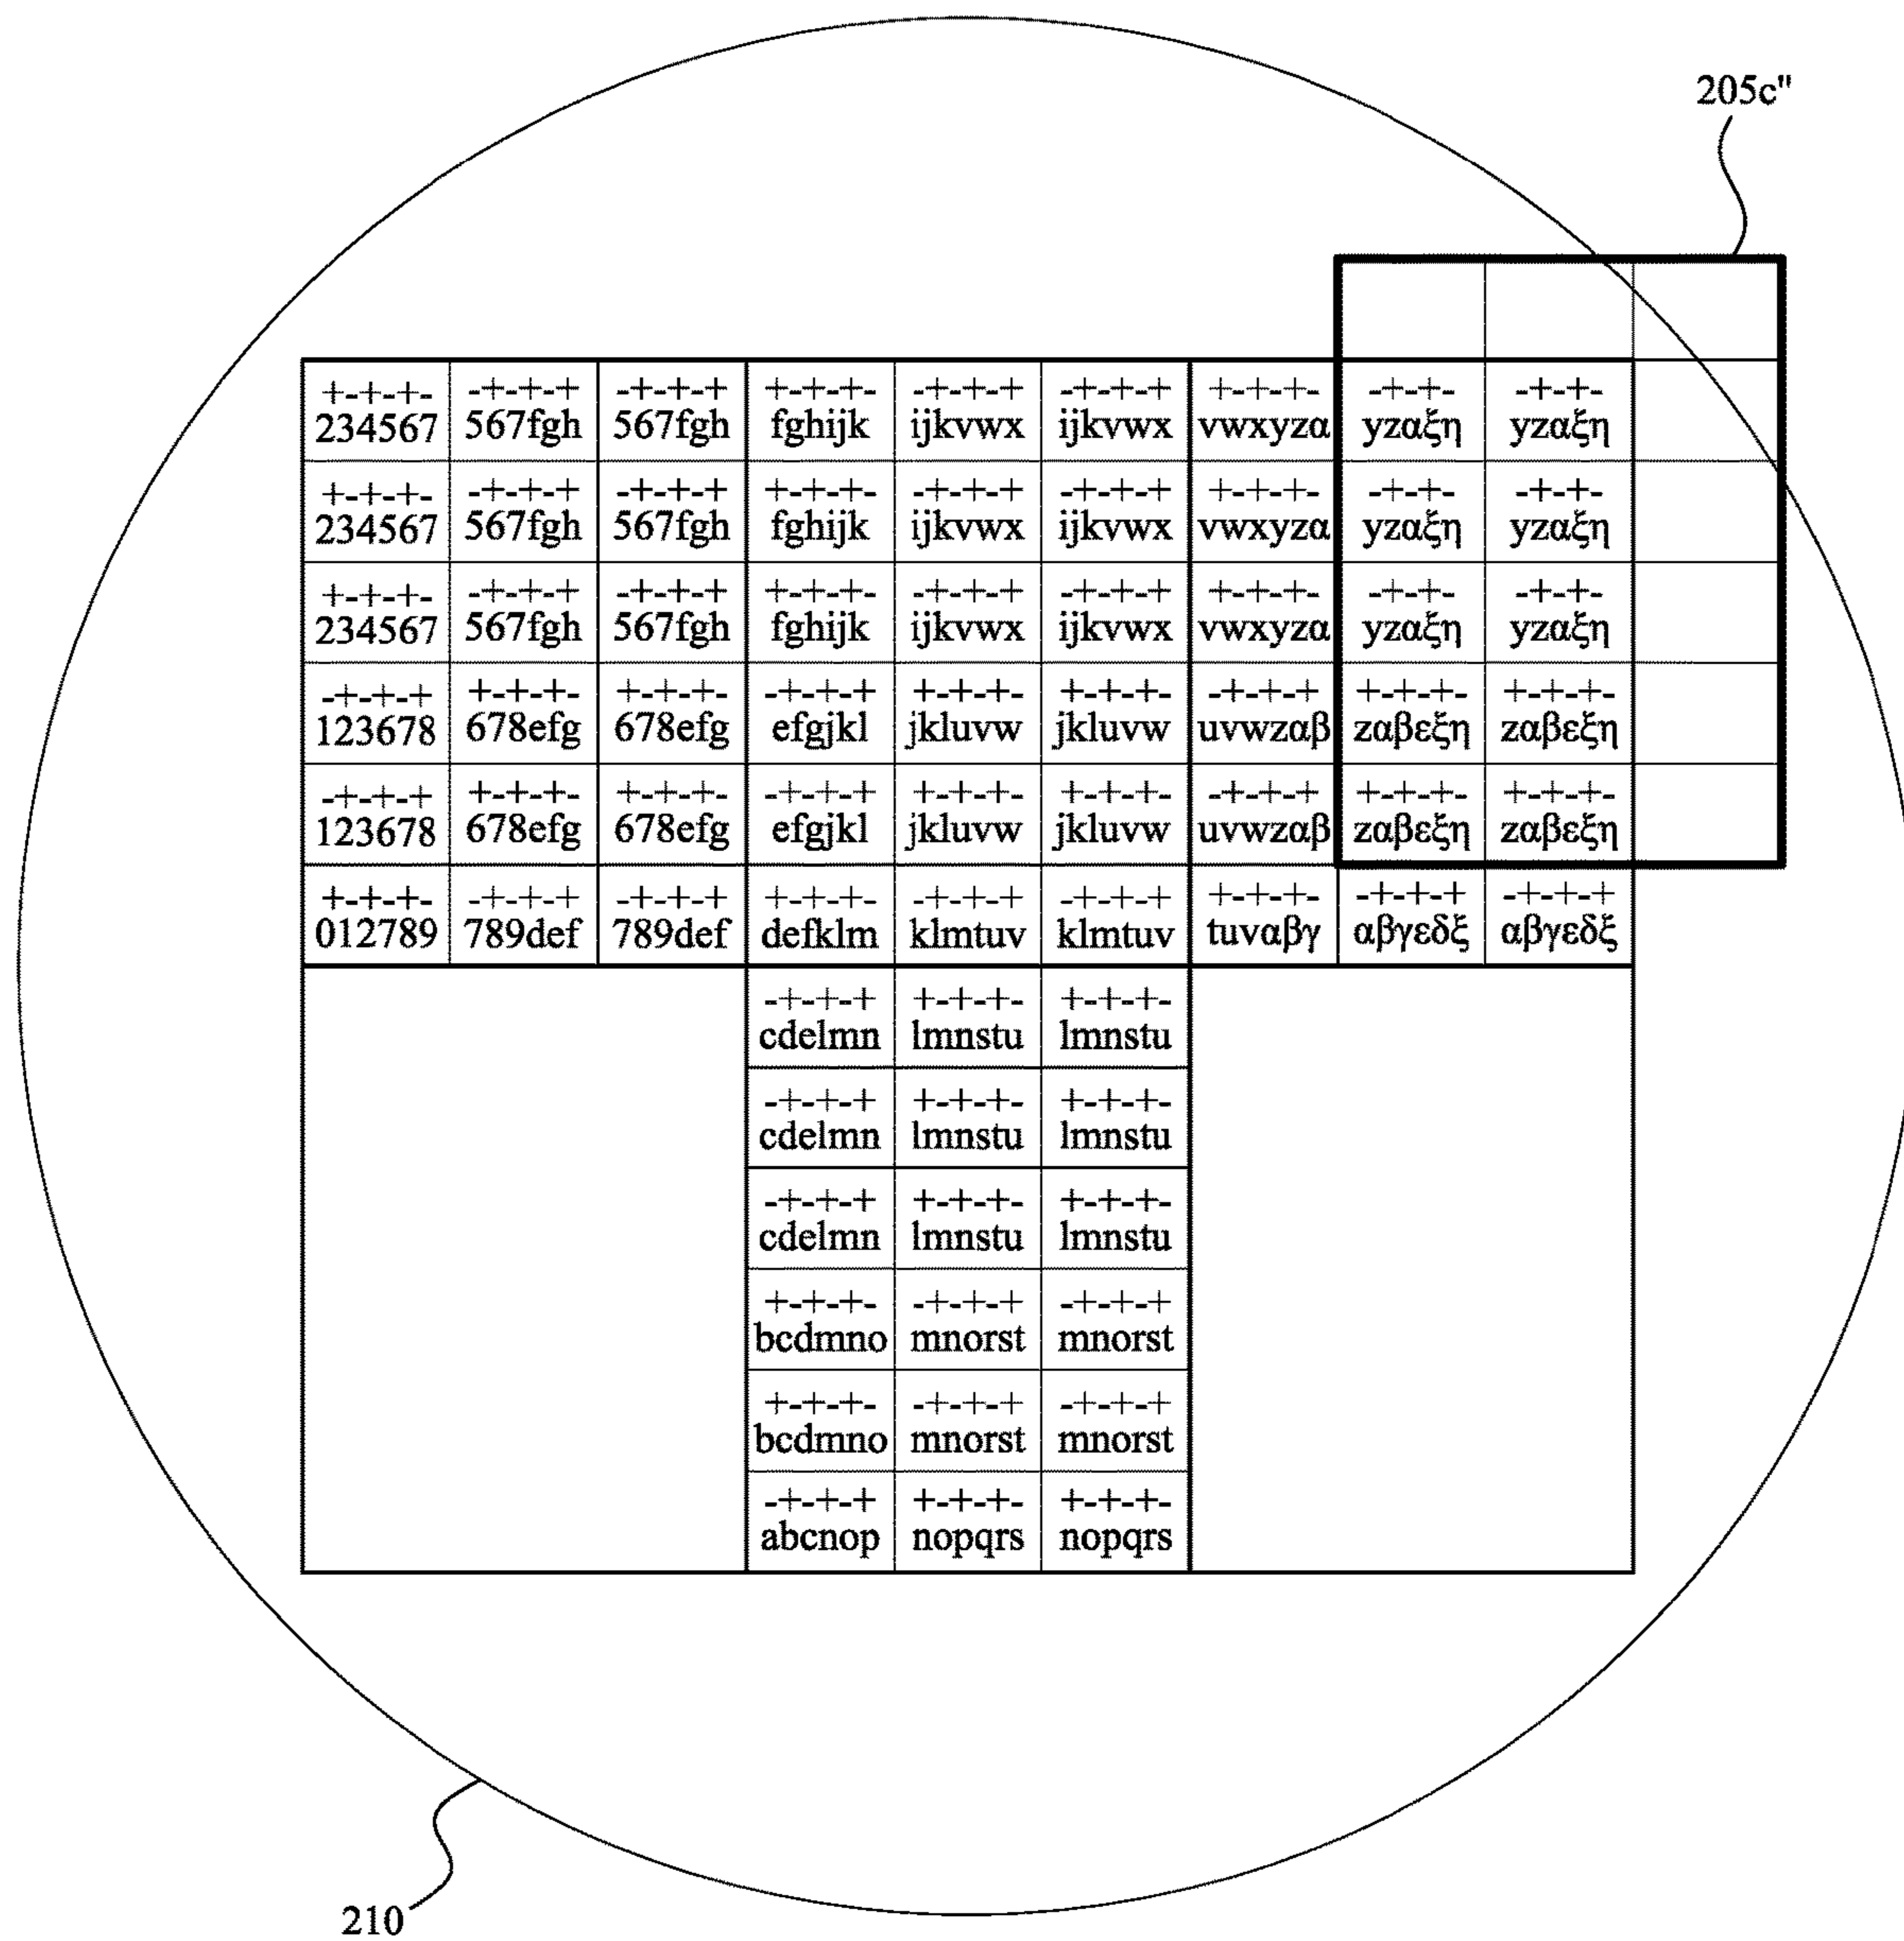 205c"
+-+-+- -+-+-+ -+-+-+ +-+-+- -+-+-+ -+-+-+ +-+-+- -+-+- -+-+-
234567 567fgh 567fgh fghijk ijkvwx ijkvwx vwxyzα yzαξη yzαξη
+-+-+- -+-+-+ -+-+-+ +-+-+- -+-+-+ -+-+-+ +-+-+- -+-+- -+-+-
234567 567fgh 567fgh fghijk ijkvwx ijkvwx vwxyzα yzαξη yzαξη
+-+-+- -+-+-+ -+-+-+ +-+-+- -+-+-+ -+-+-+ +-+-+- -+-+- -+-+-
234567 567fgh 567fgh fghijk ijkvwx ijkvwx vwxyzα yzαξη yzαξη
-+-+-+ +-+-+- +-+-+- -+-+-+ +-+-+- +-+-+- -+-+-+ +-+-+- +-+-+-
123678 678efg 678efg efgjkl jkluvw jkluvw uvwzαβ zαβεξη zαβεξη
-+-+-+ +-+-+- +-+-+- -+-+-+ +-+-+- +-+-+- -+-+-+ +-+-+- +-+-+-
123678 678efg 678efg efgjkl jkluvw jkluvw uvwzαβ zαβεξη zαβεξη
+-+-+- -+-+-+ -+-+-+ +-+-+- -+-+-+ -+-+-+ +-+-+- -+-+-+ -+-+-+
012789 789def 789def defklm klmtuv klmtuv tuvαβγ αβγεδξ αβγεδξ
-+-+-+ +-+-+- +-+-+-
cdelmn lmnstu lmnstu
-+-+-+ +-+-+- +-+-+-
cdelmn lmnstu lmnstu
-+-+-+ +-+-+- +-+-+-
cdelmn lmnstu lmnstu
+-+-+- -+-+-+ -+-+-+
bcdmno mnorst mnorst
+-+-+- -+-+-+ -+-+-+
bcdmno mnorst mnorst
-+-+-+ +-+-+- +-+-+-
abcnop nopqrs nopqrs
210